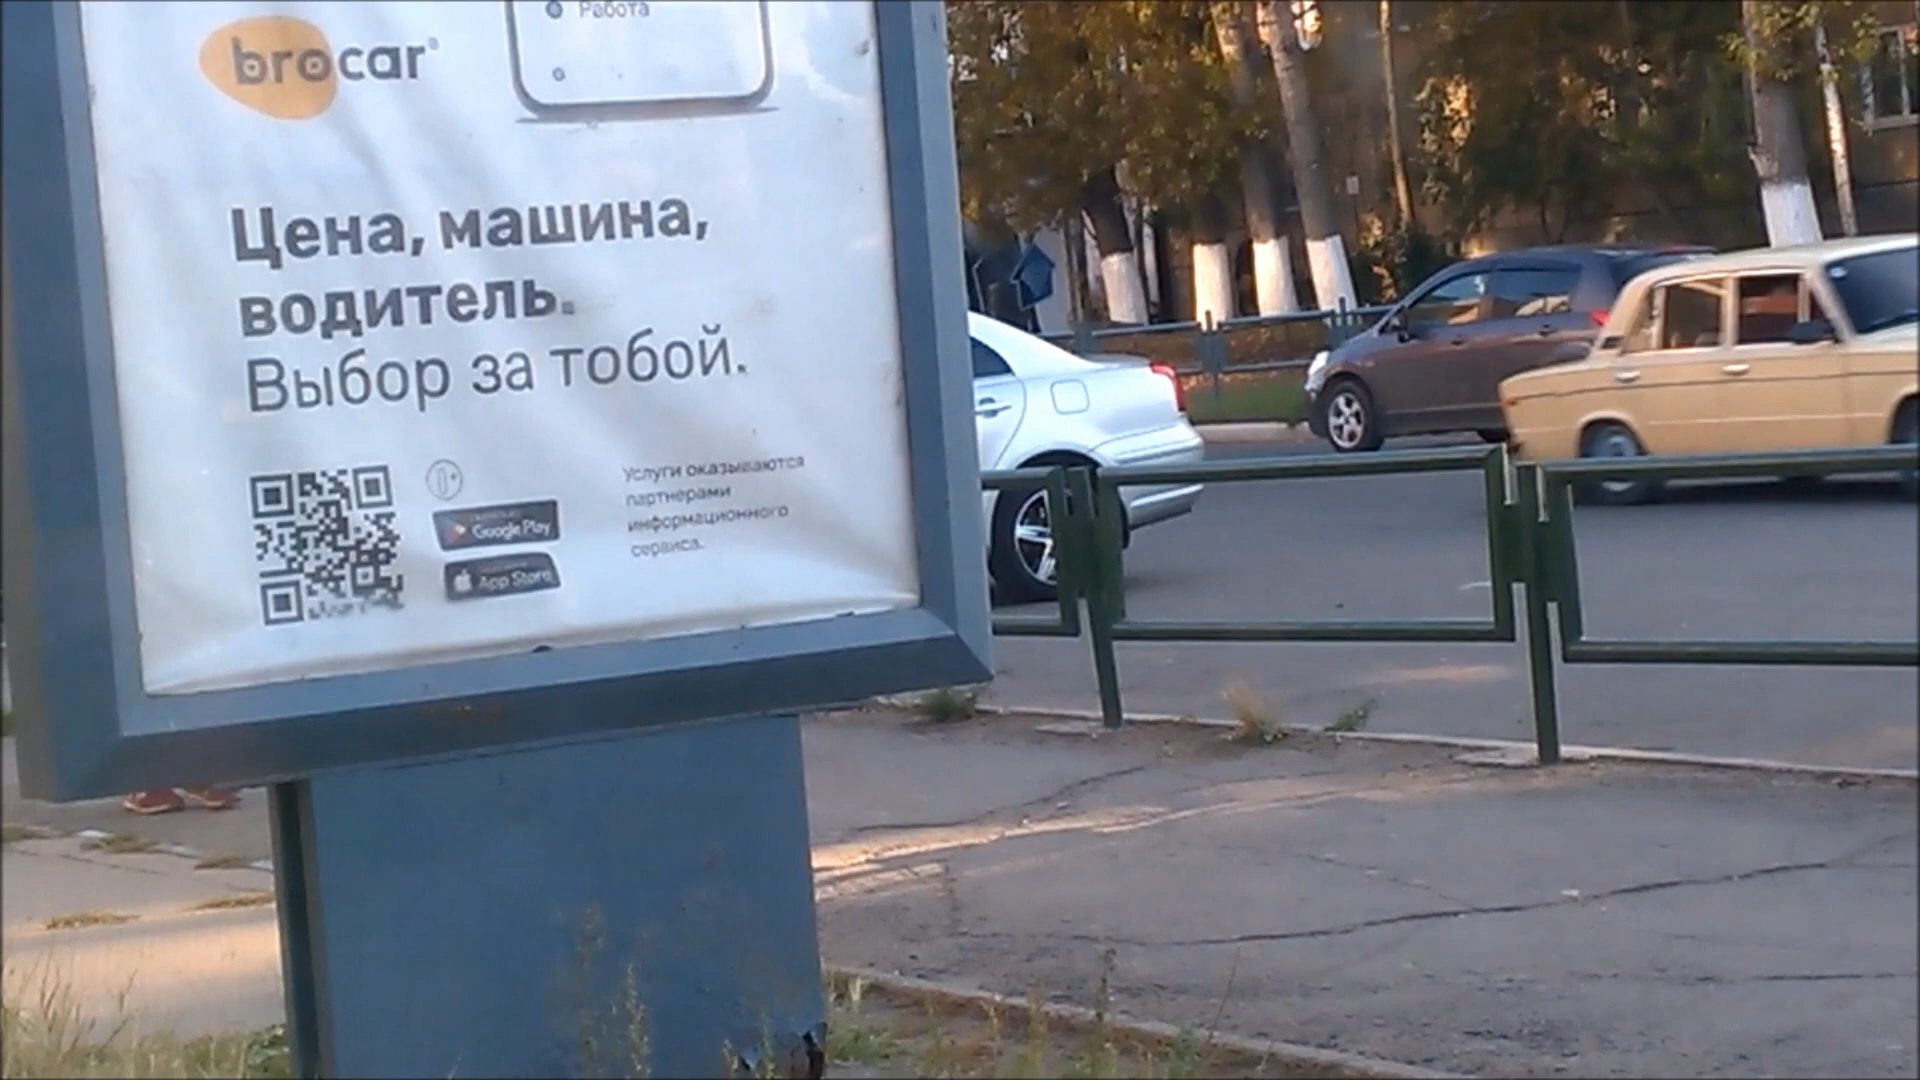 Работа
brocar
Цена, машина,
водитель.
Выбор за тобой.
Услуги оказываются
партнерами
информационного
сервиса.
Google Play
App Store